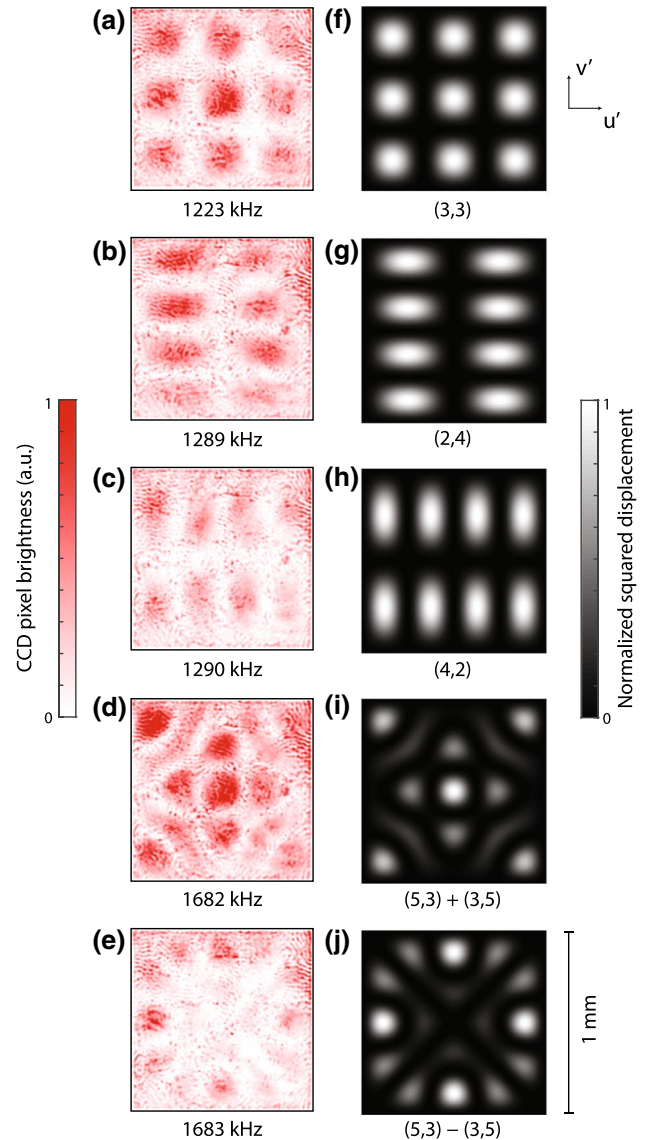 (a)
(f)
v′
u′
1223 kHz
(3,3)
(b)
(g)
1289 kHz
(2,4)
1
CCD pixel brightness (a.u.)
0
1
Normalized squared displacement
0
(c)
(h)
1290 kHz
(4,2)
(d)
(i)
1682 kHz
(5,3) + (3,5)
(e)
(j)
1 mm
1683 kHz
(5,3) − (3,5)